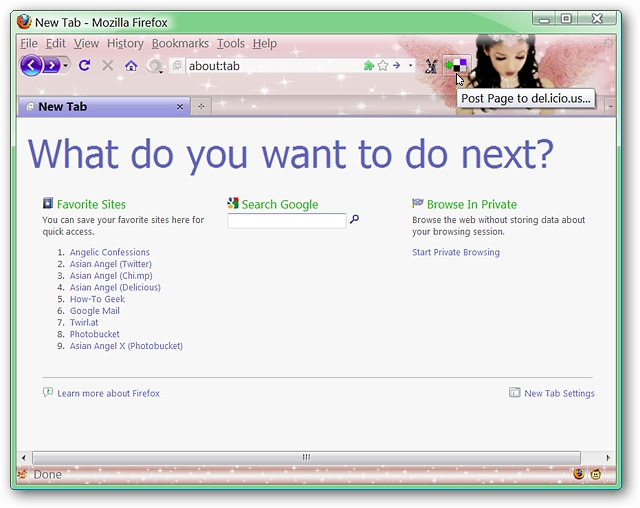 New Tab - Mozilla Firefox
File Edit View History Bookmarks Tools Help
about:tab
Post Page to del.icio.us...
New Tab
What do you want to do next?
Favorite Sites
You can save your favorite sites here for
quick access.
1. Angelic Confessions
2. Asian Angel (Twitter)
3. Asian Angel (Chi.mp)
4. Asian Angel (Delicious)
5. How-To Geek
6. Google Mail
7. Twirl.at
8. Photobucket
9. Asian Angel X (Photobucket)
Search Google
Browse In Private
Browse the web without storing data about
your browsing session.
Start Private Browsing
Learn more about Firefox
New Tab Settings
Done